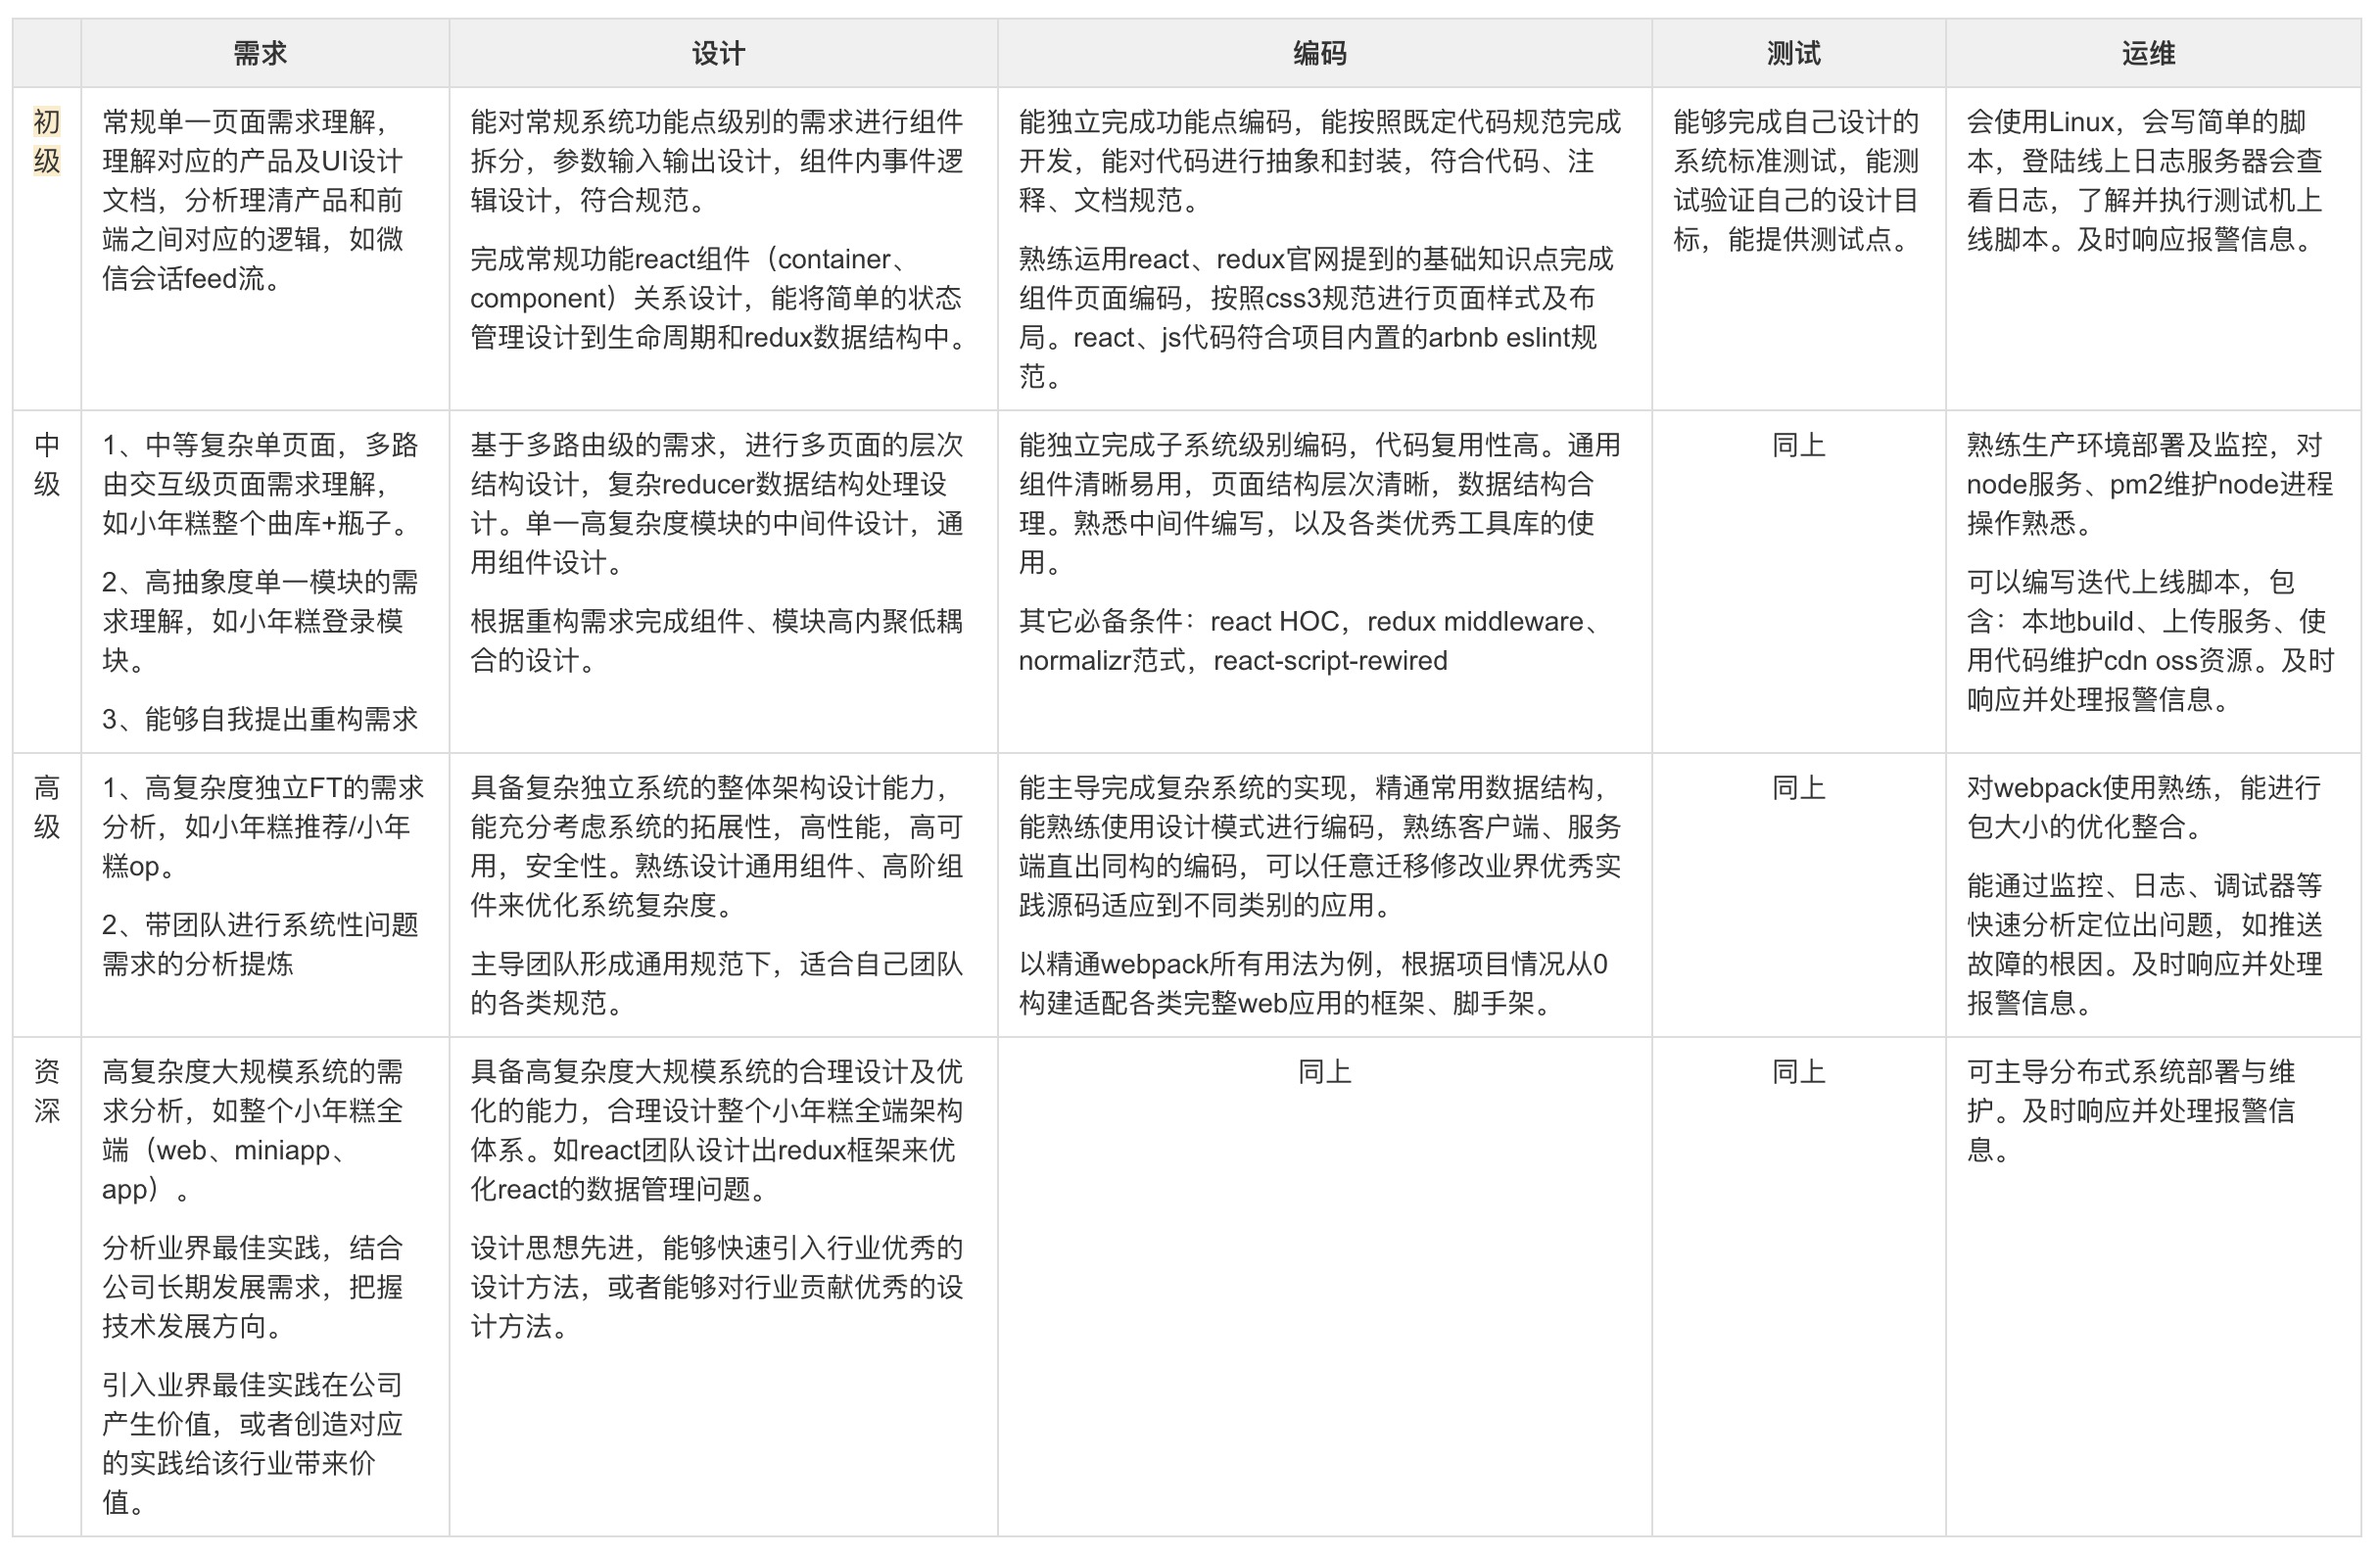 需求
设计
编码
测试
运维
初
级
常规单一页面需求理解，
理解对应的产品及UI设计
文档，分析理清产品和前
端之间对应的逻辑，如微
信会话feed流。
能对常规系统功能点级别的需求进行组件
拆分，参数输入输出设计，组件内事件逻
辑设计，符合规范。
完成常规功能react组件（container、
component）关系设计，能将简单的状态
管理设计到生命周期和redux数据结构中。
能独立完成功能点编码，能按照既定代码规范完成
开发，能对代码进行抽象和封装，符合代码、注
释、文档规范。
熟练运用react、redux官网提到的基础知识点完成
组件页面编码，按照css3规范进行页面样式及布
局。react、js代码符合项目内置的arbnb eslint规
范。
能够完成自己设计的
系统标准测试，能测
试验证自己的设计目
标，能提供测试点。
会使用Linux，会写简单的脚
本，登陆线上日志服务器会查
看日志，了解并执行测试机上
线脚本。及时响应报警信息。
中
级
1、中等复杂单页面，多路
由交互级页面需求理解，
如小年糕整个曲库+瓶子。
2、高抽象度单一模块的需
求理解，如小年糕登录模
块。
3、能够自我提出重构需求
基于多路由级的需求，进行多页面的层次
结构设计，复杂reducer数据结构处理设
计。单一高复杂度模块的中间件设计，通
用组件设计。
根据重构需求完成组件、模块高内聚低耦
合的设计。
能独立完成子系统级别编码，代码复用性高。通用
组件清晰易用，页面结构层次清晰，数据结构合
理。熟悉中间件编写，以及各类优秀工具库的使
用。
其它必备条件：react HOC，redux middleware、
normalizr范式，react-script-rewired
同上
熟练生产环境部署及监控，对
node服务、pm2维护node进程
操作熟悉。
可以编写迭代上线脚本，包
含：本地build、上传服务、使
用代码维护cdn oss资源。及时
响应并处理报警信息。
高
级
1、高复杂度独立FT的需求
分析，如小年糕推荐/小年
糕op。
2、带团队进行系统性问题
需求的分析提炼
具备复杂独立系统的整体架构设计能力，
能充分考虑系统的拓展性，高性能，高可
用，安全性。熟练设计通用组件、高阶组
件来优化系统复杂度。
主导团队形成通用规范下，适合自己团队
的各类规范。
能主导完成复杂系统的实现，精通常用数据结构，
能熟练使用设计模式进行编码，熟练客户端、服务
端直出同构的编码，可以任意迁移修改业界优秀实
践源码适应到不同类别的应用。
以精通webpack所有用法为例，根据项目情况从0
构建适配各类完整web应用的框架、脚手架。
同上
对webpack使用熟练，能进行
包大小的优化整合。
能通过监控、日志、调试器等
快速分析定位出问题，如推送
故障的根因。及时响应并处理
报警信息。
资
深
高复杂度大规模系统的需
求分析，如整个小年糕全
端（web、miniapp、
app）。
分析业界最佳实践，结合
公司长期发展需求，把握
技术发展方向。
引入业界最佳实践在公司
产生价值，或者创造对应
的实践给该行业带来价
值。
具备高复杂度大规模系统的合理设计及优
化的能力，合理设计整个小年糕全端架构
体系。如react团队设计出redux框架来优
化react的数据管理问题。
设计思想先进，能够快速引入行业优秀的
设计方法，或者能够对行业贡献优秀的设
计方法。
同上
同上
可主导分布式系统部署与维
护。及时响应并处理报警信
息。